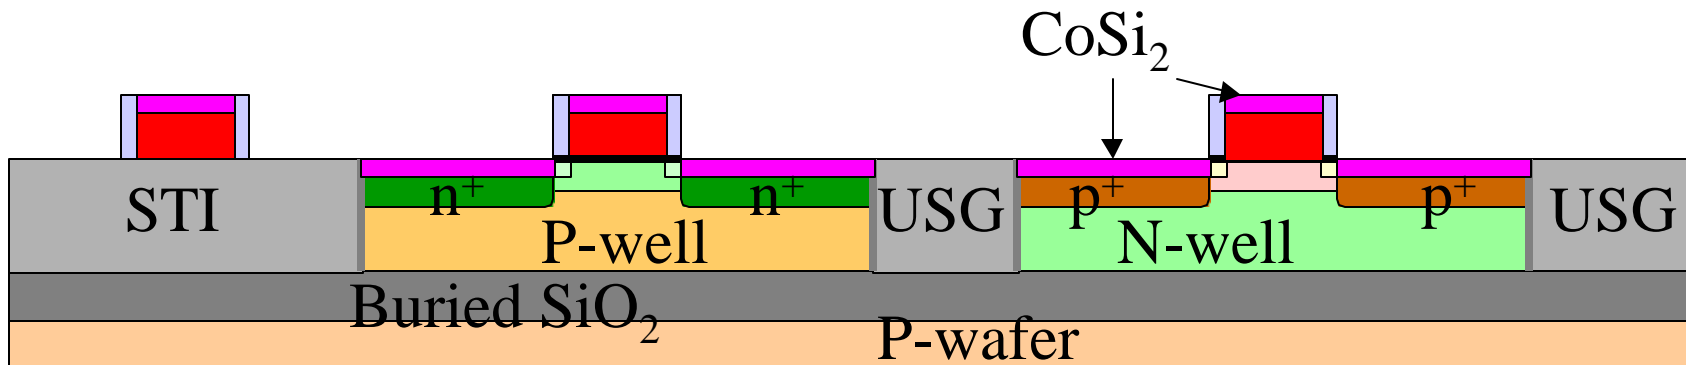 CoSi₂
n⁺ n⁺ p⁺ p⁺
STI USG USG
P-well N-well
Buried SiO₂
P-wafer